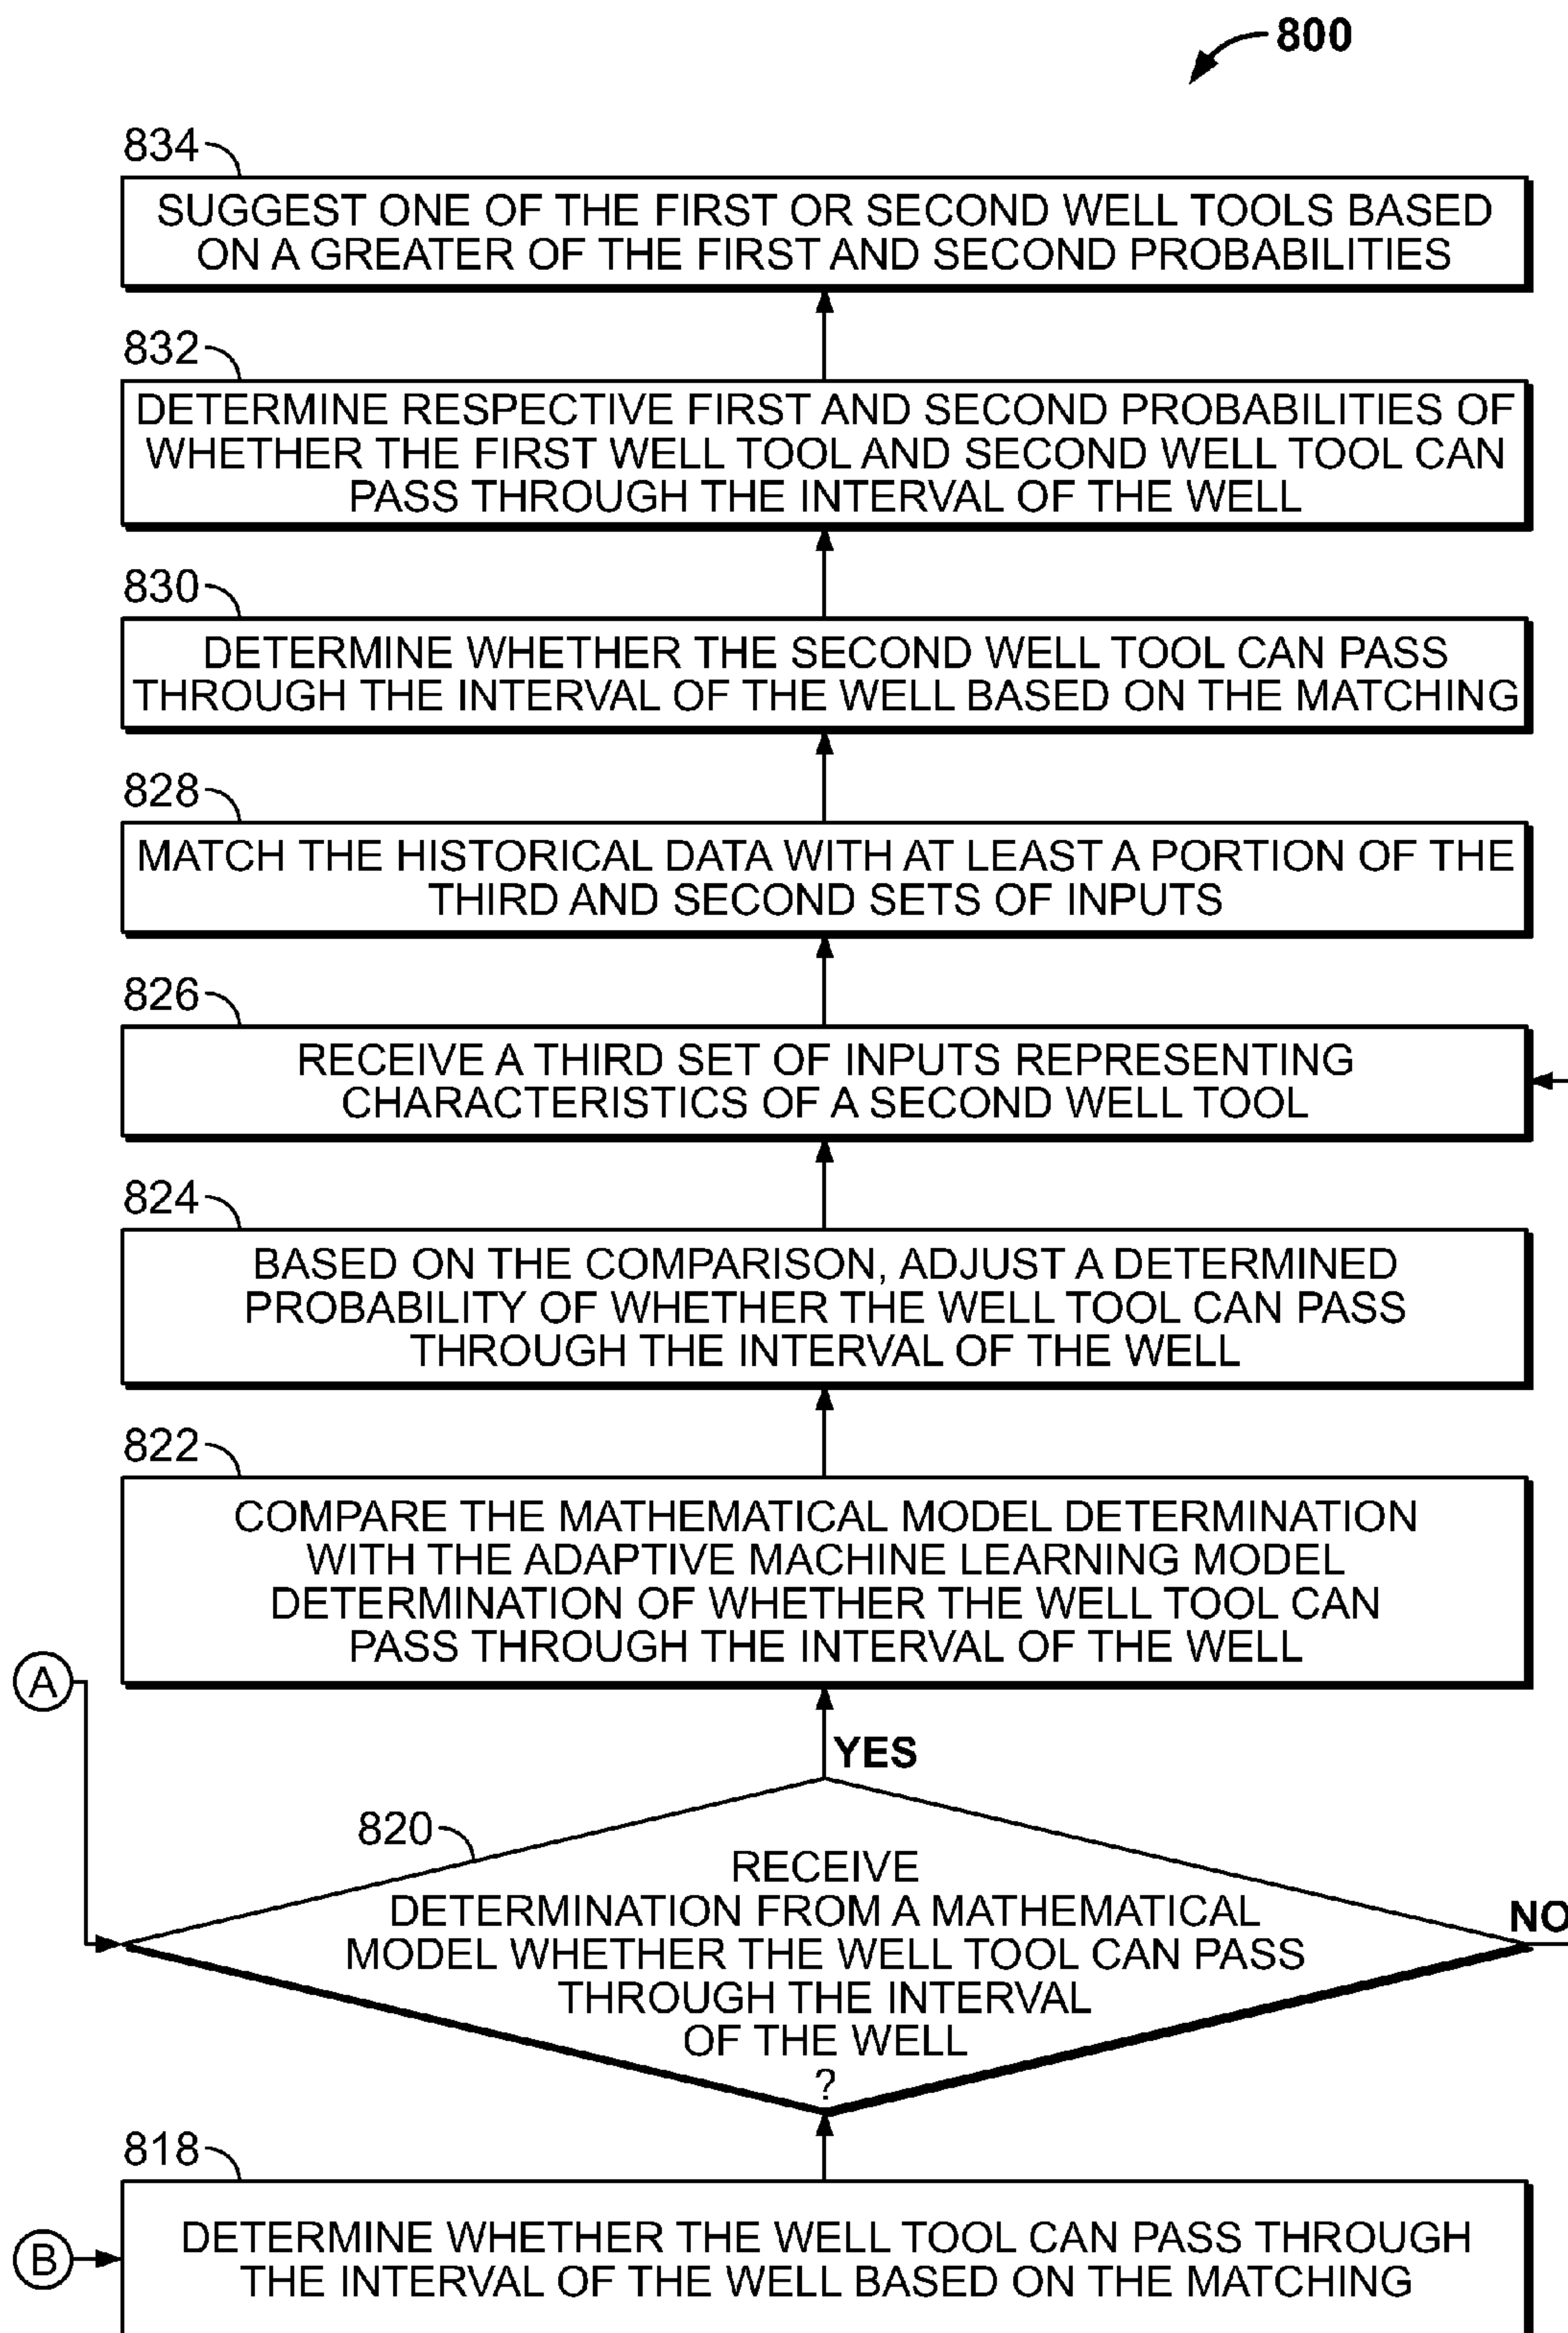 800
834
SUGGEST ONE OF THE FIRST OR SECOND WELL TOOLS BASED
ON A GREATER OF THE FIRST AND SECOND PROBABILITIES
832
DETERMINE RESPECTIVE FIRST AND SECOND PROBABILITIES OF
WHETHER THE FIRST WELL TOOL AND SECOND WELL TOOL CAN
PASS THROUGH THE INTERVAL OF THE WELL
830
DETERMINE WHETHER THE SECOND WELL TOOL CAN PASS
THROUGH THE INTERVAL OF THE WELL BASED ON THE MATCHING
828
MATCH THE HISTORICAL DATA WITH AT LEAST A PORTION OF THE
THIRD AND SECOND SETS OF INPUTS
826
RECEIVE A THIRD SET OF INPUTS REPRESENTING
CHARACTERISTICS OF A SECOND WELL TOOL
824
BASED ON THE COMPARISON, ADJUST A DETERMINED
PROBABILITY OF WHETHER THE WELL TOOL CAN PASS
THROUGH THE INTERVAL OF THE WELL
822
COMPARE THE MATHEMATICAL MODEL DETERMINATION
WITH THE ADAPTIVE MACHINE LEARNING MODEL
DETERMINATION OF WHETHER THE WELL TOOL CAN
PASS THROUGH THE INTERVAL OF THE WELL
A
YES
820
RECEIVE
DETERMINATION FROM A MATHEMATICAL
MODEL WHETHER THE WELL TOOL CAN PASS
THROUGH THE INTERVAL
OF THE WELL
?
NO
818
B
DETERMINE WHETHER THE WELL TOOL CAN PASS THROUGH
THE INTERVAL OF THE WELL BASED ON THE MATCHING